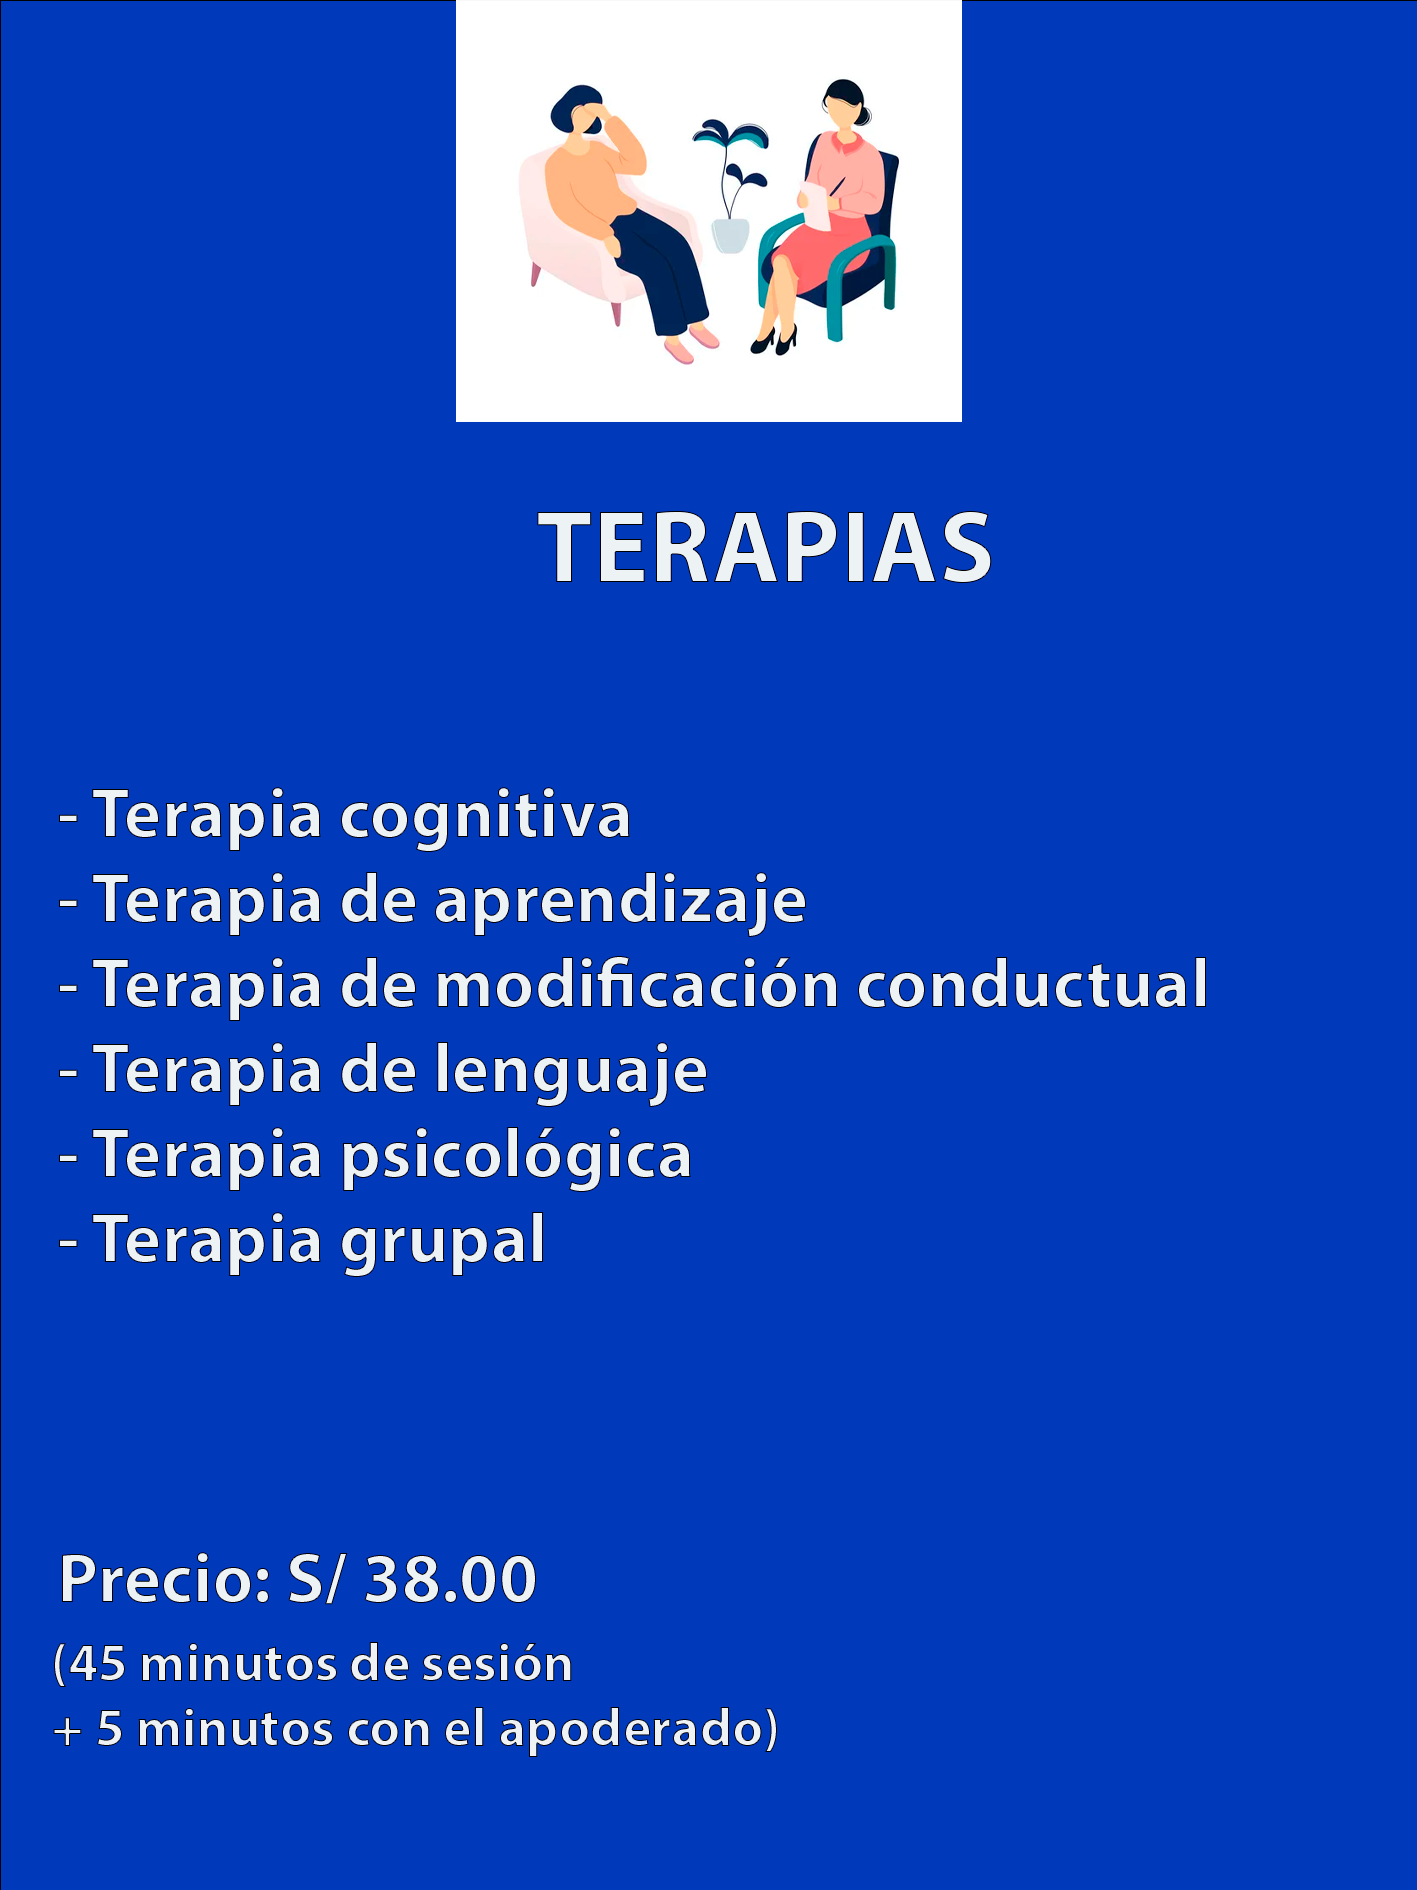 TERAPIAS
- Terapia cognitiva
- Terapia de aprendizaje
- Terapia de modificación conductual
- Terapia de lenguaje
- Terapia psicológica
- Terapia grupal
Precio: S/ 38.00
(45 minutos de sesión
+ 5 minutos con el apoderado)